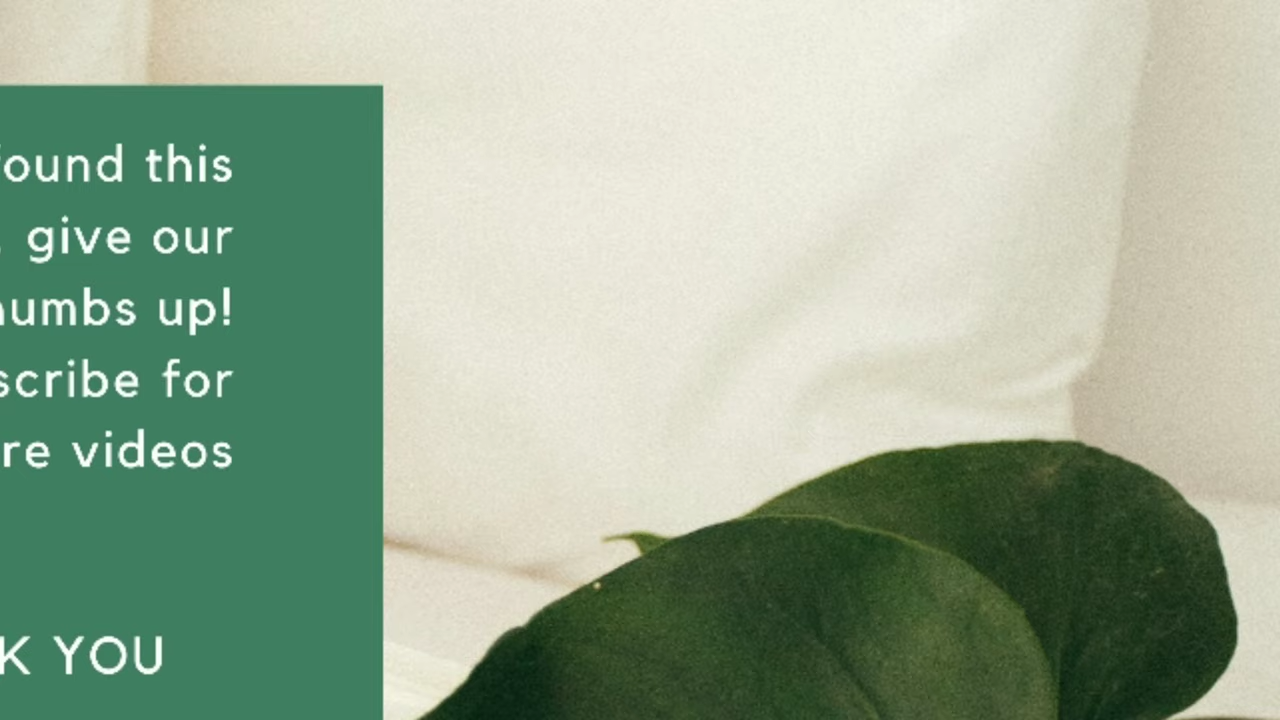 found this
give our
humbs up!
scribe for
re videos
K YOU